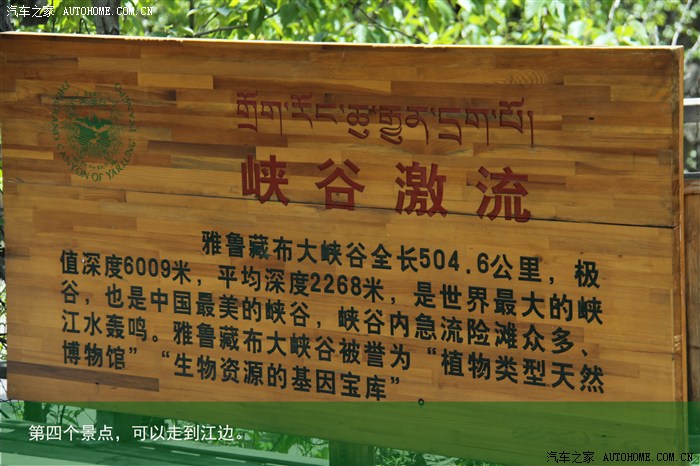 汽车之家 AUTOHOME.COM.CN
峡谷激流
雅鲁藏布大峡谷全长504.6公里，极
值深度6009米，平均深度2268米，是世界最大的峡
谷，也是中国最美的峡谷，峡谷内急流险滩众多、
江水轰鸣。雅鲁藏布大峡谷被誉为“植物类型天然
博物馆”“生物资源的基因宝库”。
第四个景点，可以走到江边。
汽车之家 AUTOHOME.COM.CN